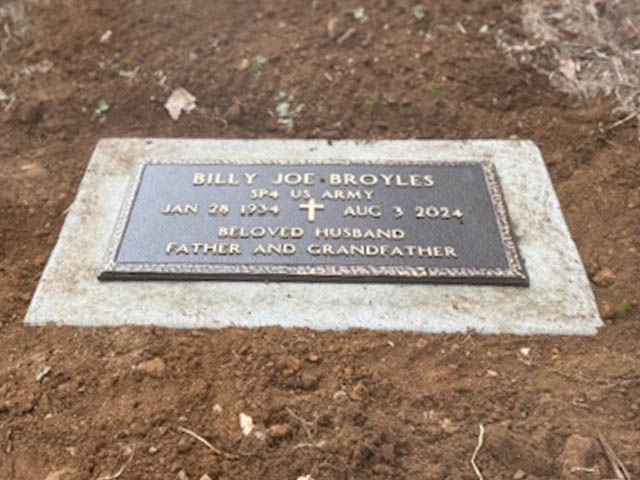 BILLY JOE BROYLES
SP4 US ARMY
JAN 28 1934 AUG 3 2024
BELOVED HUSBAND
FATHER AND GRANDFATHER